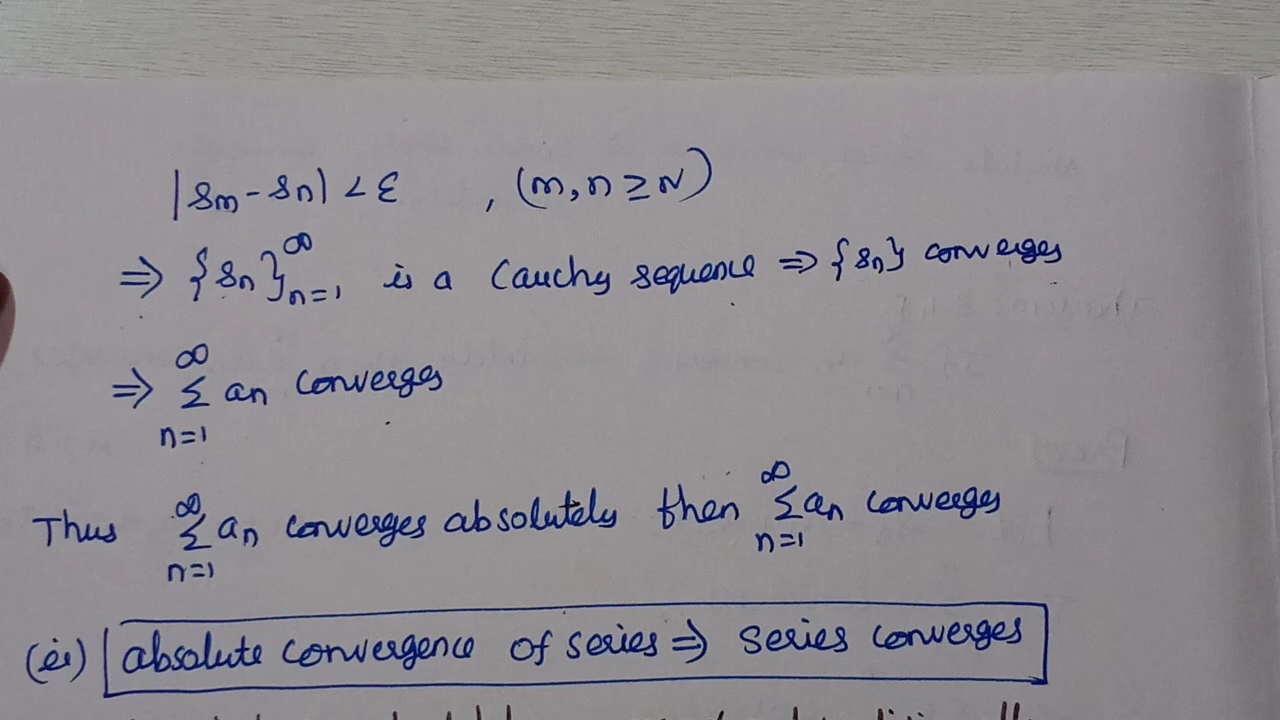 |Sm - Sn| < ε , (m, n ≥ N)
⇒ {Sn}∞n=1 is a Cauchy sequence ⇒ {Sn} converges
⇒ ∞Σn=1 an converges
Thus ∞Σn=1 an converges absolutely then ∞Σn=1 an converges
(ie) absolute convergence of series ⇒ series converges